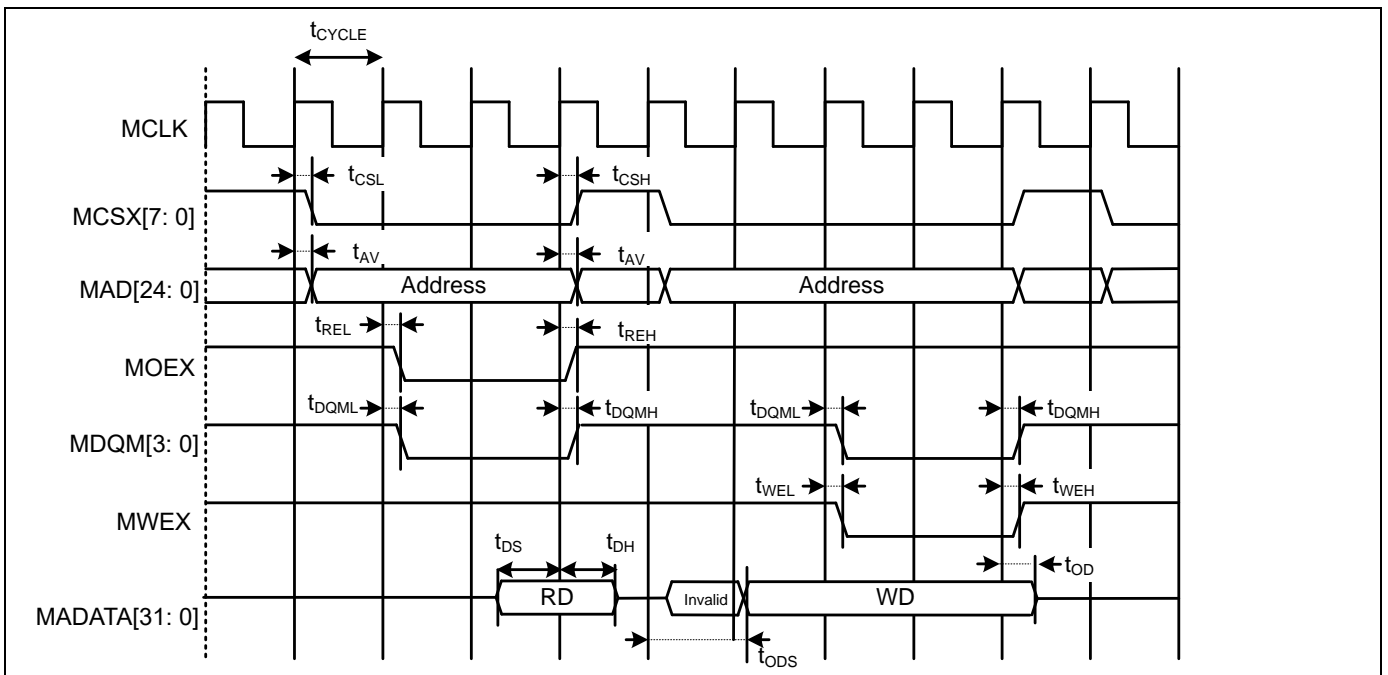 tCYCLE
MCLK
tCSL tCSH
MCSX[7: 0]
tAV tAV
MAD[24: 0] Address Address
tREL tREH
MOEX
tDQML tDQMH tDQML tDQMH
MDQM[3: 0]
tWEL tWEH
MWEX
tDS tDH
tOD
RD Invalid WD
MADATA[31: 0]
tODS